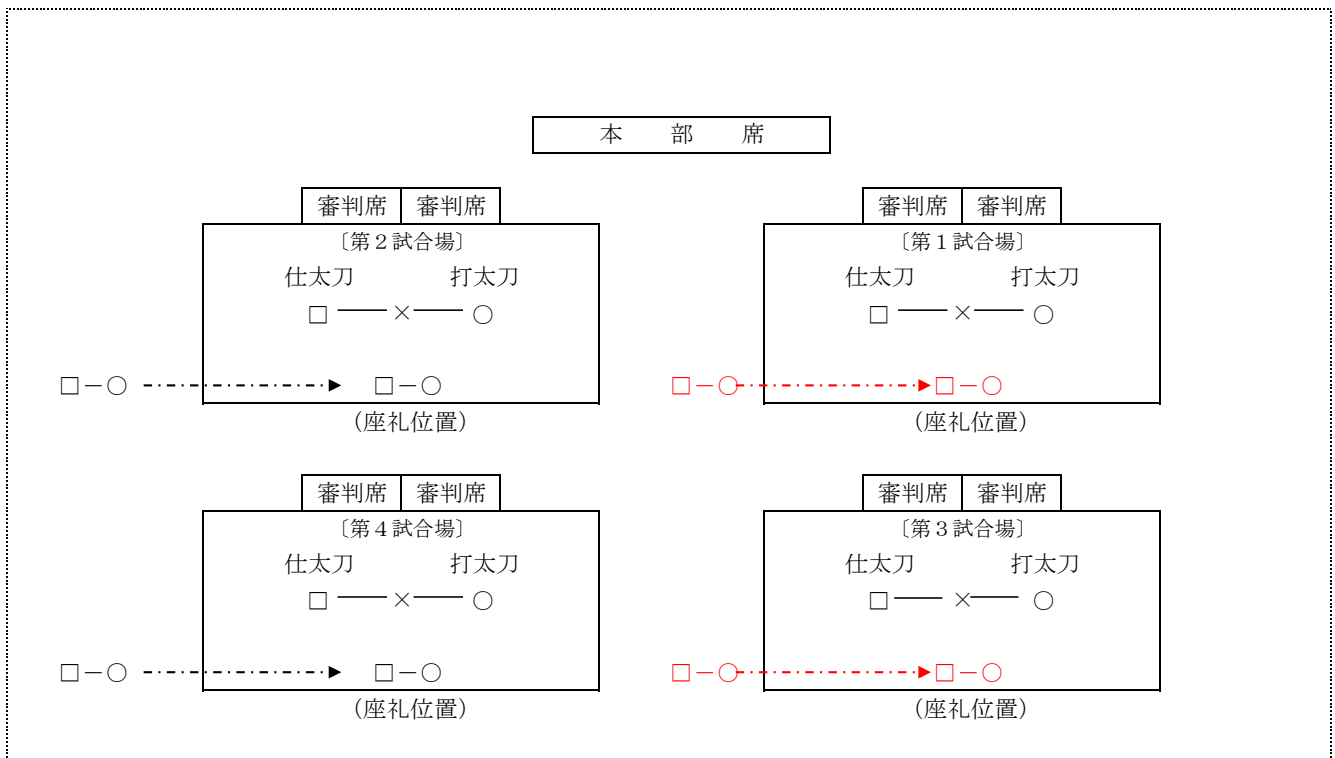 本　部　席
審判席 審判席
〔第２試合場〕
仕太刀 打太刀
□ ── × ── ○
□－○ □－○
（座礼位置）
審判席 審判席
〔第１試合場〕
仕太刀 打太刀
□ ── × ── ○
□－○ □－○
（座礼位置）
審判席 審判席
〔第４試合場〕
仕太刀 打太刀
□ ── × ── ○
□－○ □－○
（座礼位置）
審判席 審判席
〔第３試合場〕
仕太刀 打太刀
□ ── × ── ○
□－○ □－○
（座礼位置）